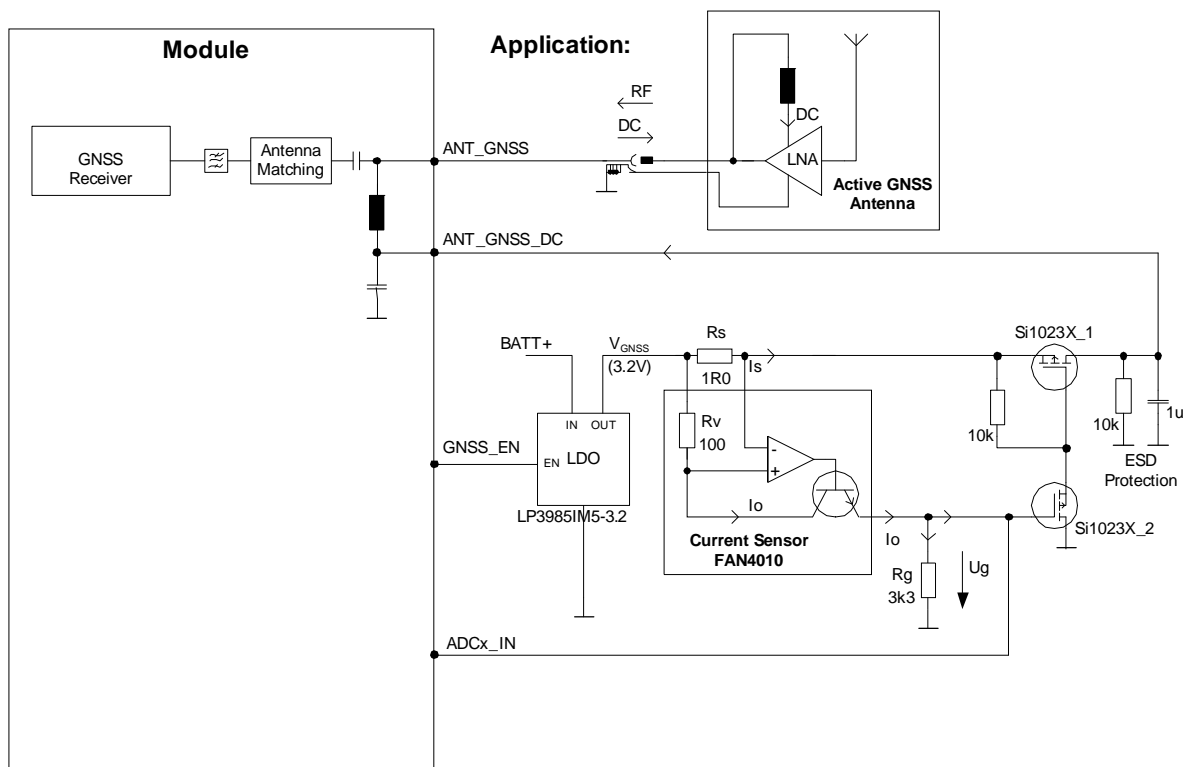 Module
Application:
GNSS
Receiver
Antenna
Matching
ANT_GNSS
RF
DC
DC
LNA
Active GNSS
Antenna
ANT_GNSS_DC
BATT+
VGNSS
(3.2V)
Rs
1R0
Is
Si1023X_1
Rv
100
-
+
10k
10k
1u
ESD
Protection
GNSS_EN
IN OUT
EN
LDO
LP3985IM5-3.2
Io
Current Sensor
FAN4010
Io
Rg
3k3
Ug
Si1023X_2
ADCx_IN